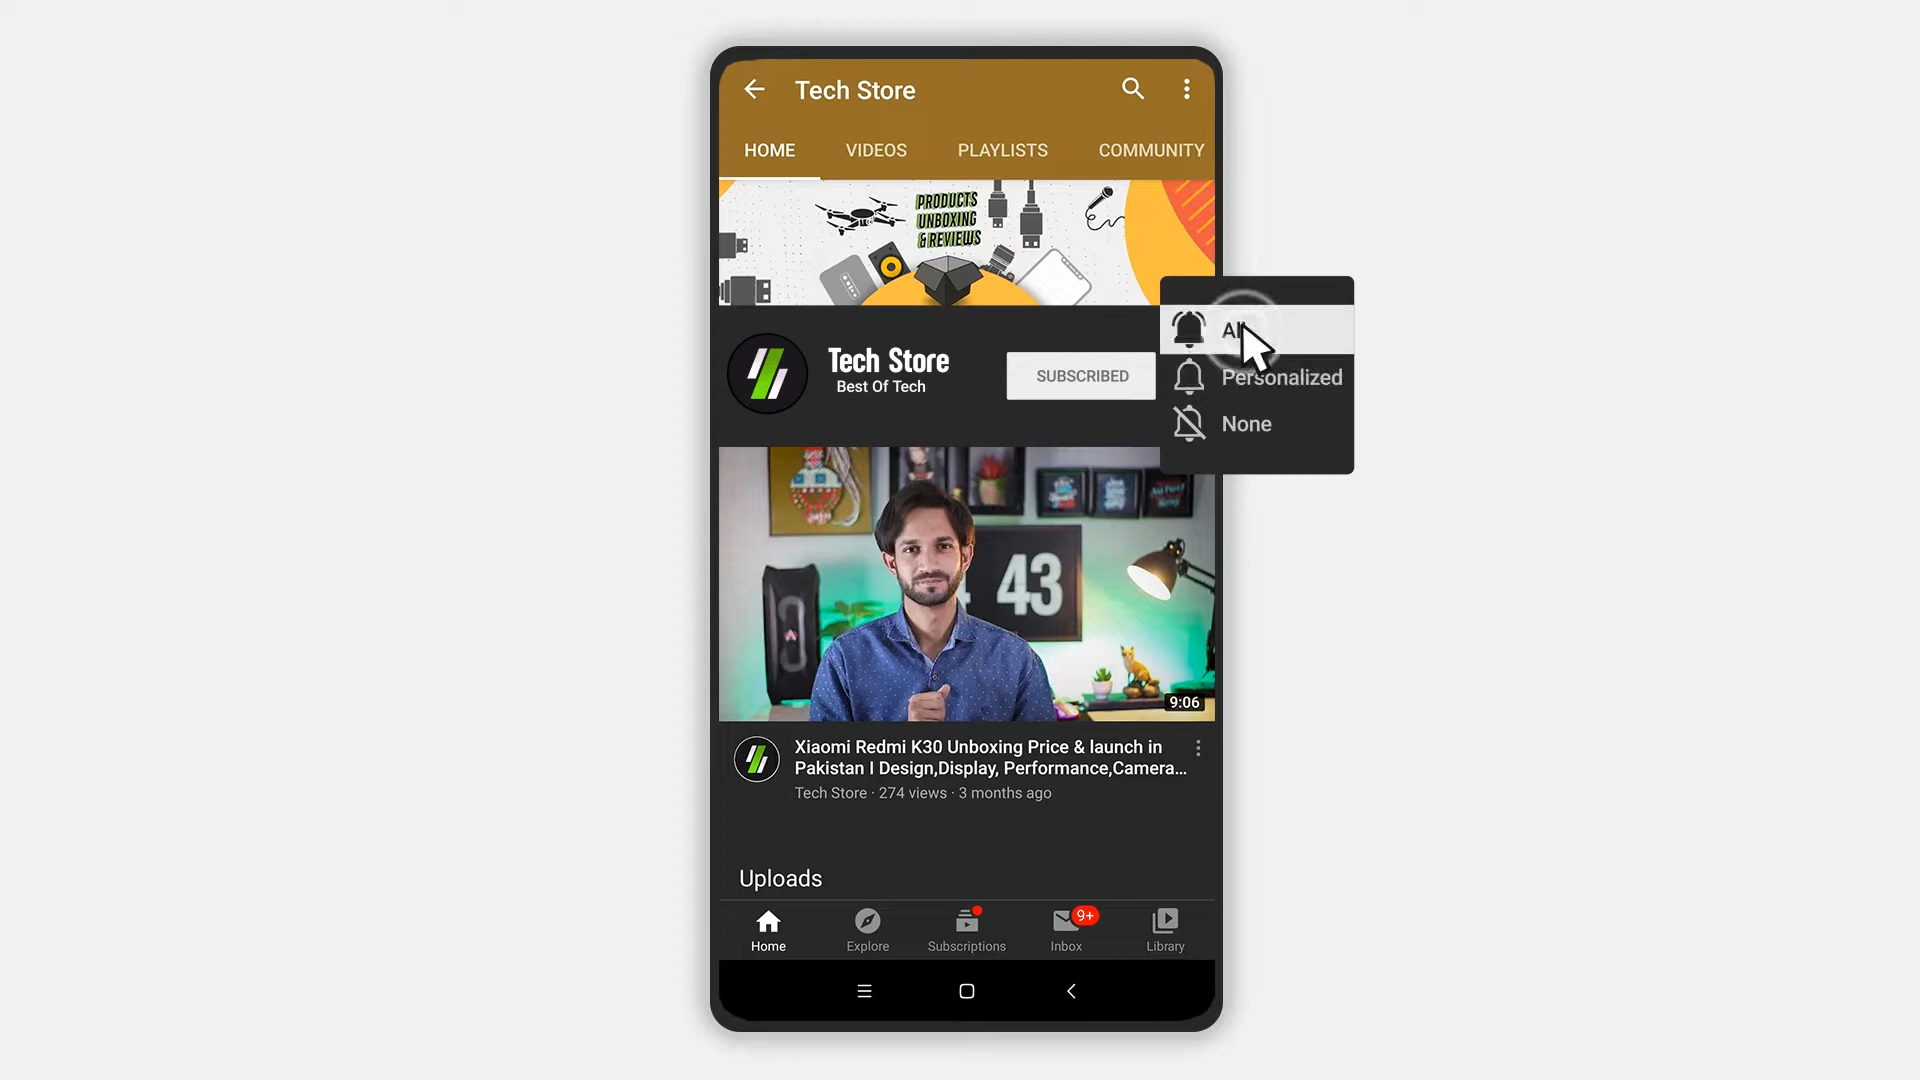 Tech Store
HOME VIDEOS PLAYLISTS COMMUNITY
PRODUCTS
UNBOXING
& REVIEWS
All
Tech Store
Best Of Tech
SUBSCRIBED
Personalized
None
43
9:06
Xiaomi Redmi K30 Unboxing Price & launch in
Pakistan I Design,Display, Performance,Camera...
Tech Store · 274 views · 3 months ago
Uploads
9+
Home Explore Subscriptions Inbox Library